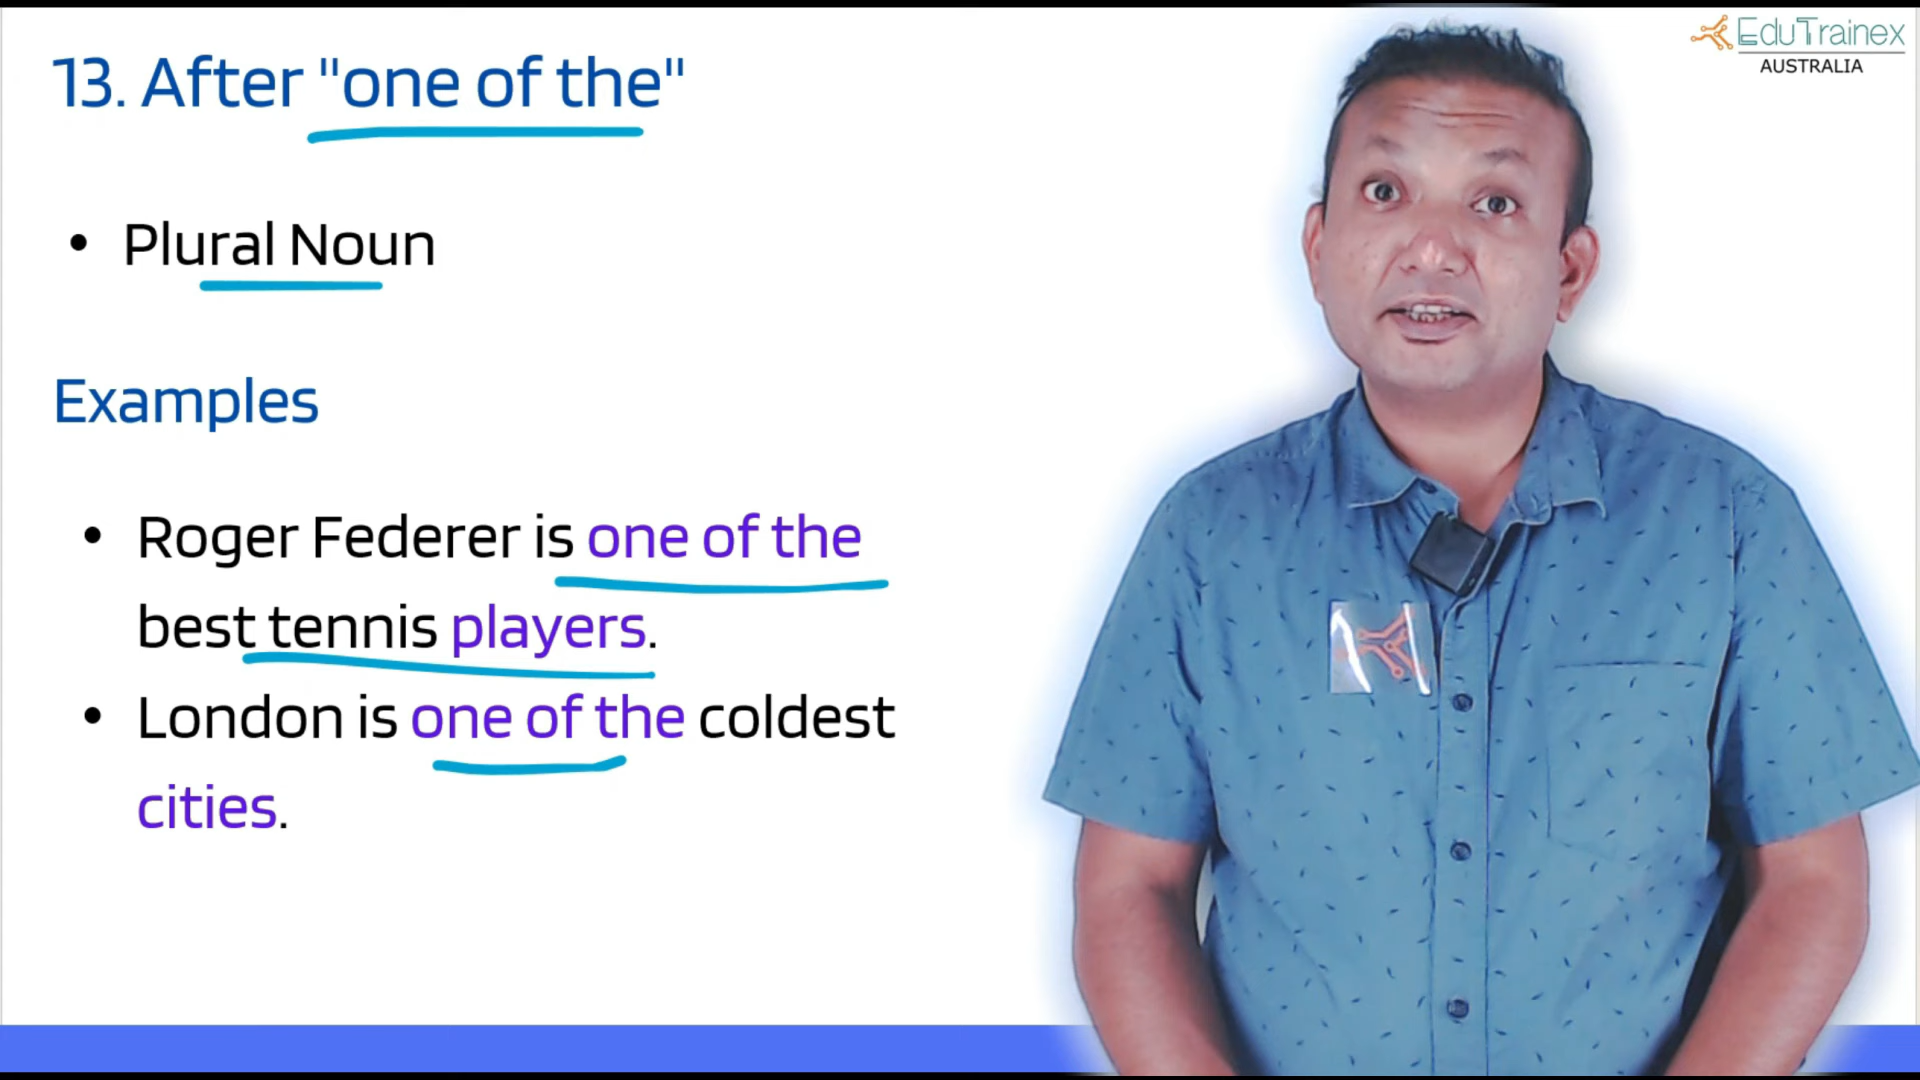 EduTrainex
AUSTRALIA
13. After "one of the"
• Plural Noun
Examples
• Roger Federer is one of the
best tennis players.
• London is one of the coldest
cities.